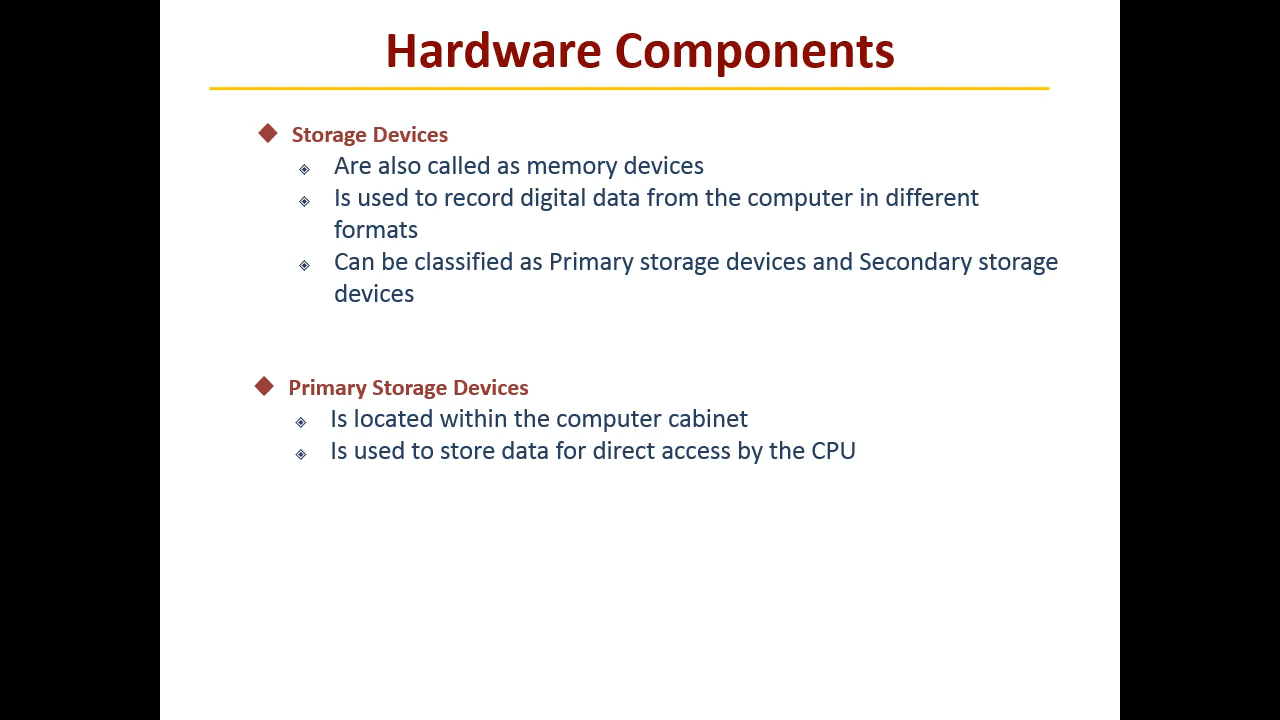 Hardware Components
Storage Devices
Are also called as memory devices
Is used to record digital data from the computer in different
formats
Can be classified as Primary storage devices and Secondary storage
devices
Primary Storage Devices
Is located within the computer cabinet
Is used to store data for direct access by the CPU